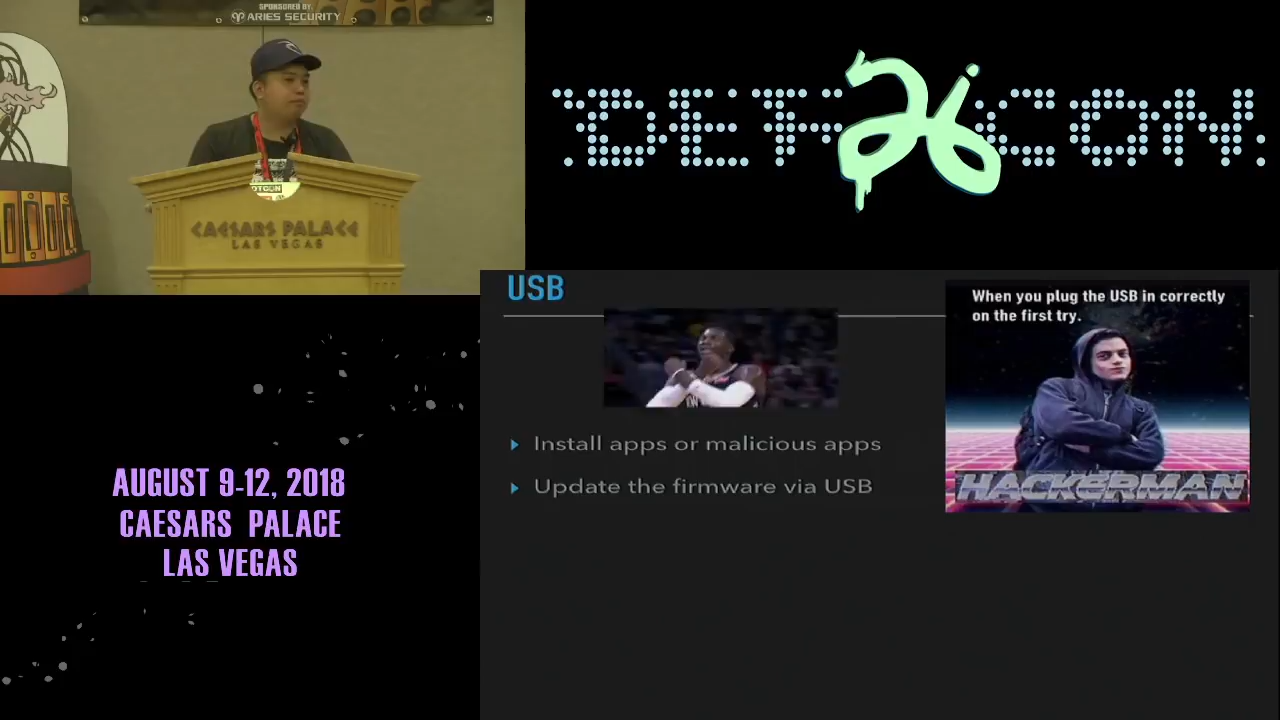 SPONSORED BY:
ARIES SECURITY
DEF 26 CON
CAESARS PALACE
LAS VEGAS
USB
When you plug the USB in correctly
on the first try.
Install apps or malicious apps
Update the firmware via USB
HACKERMAN
AUGUST 9-12, 2018
CAESARS PALACE
LAS VEGAS